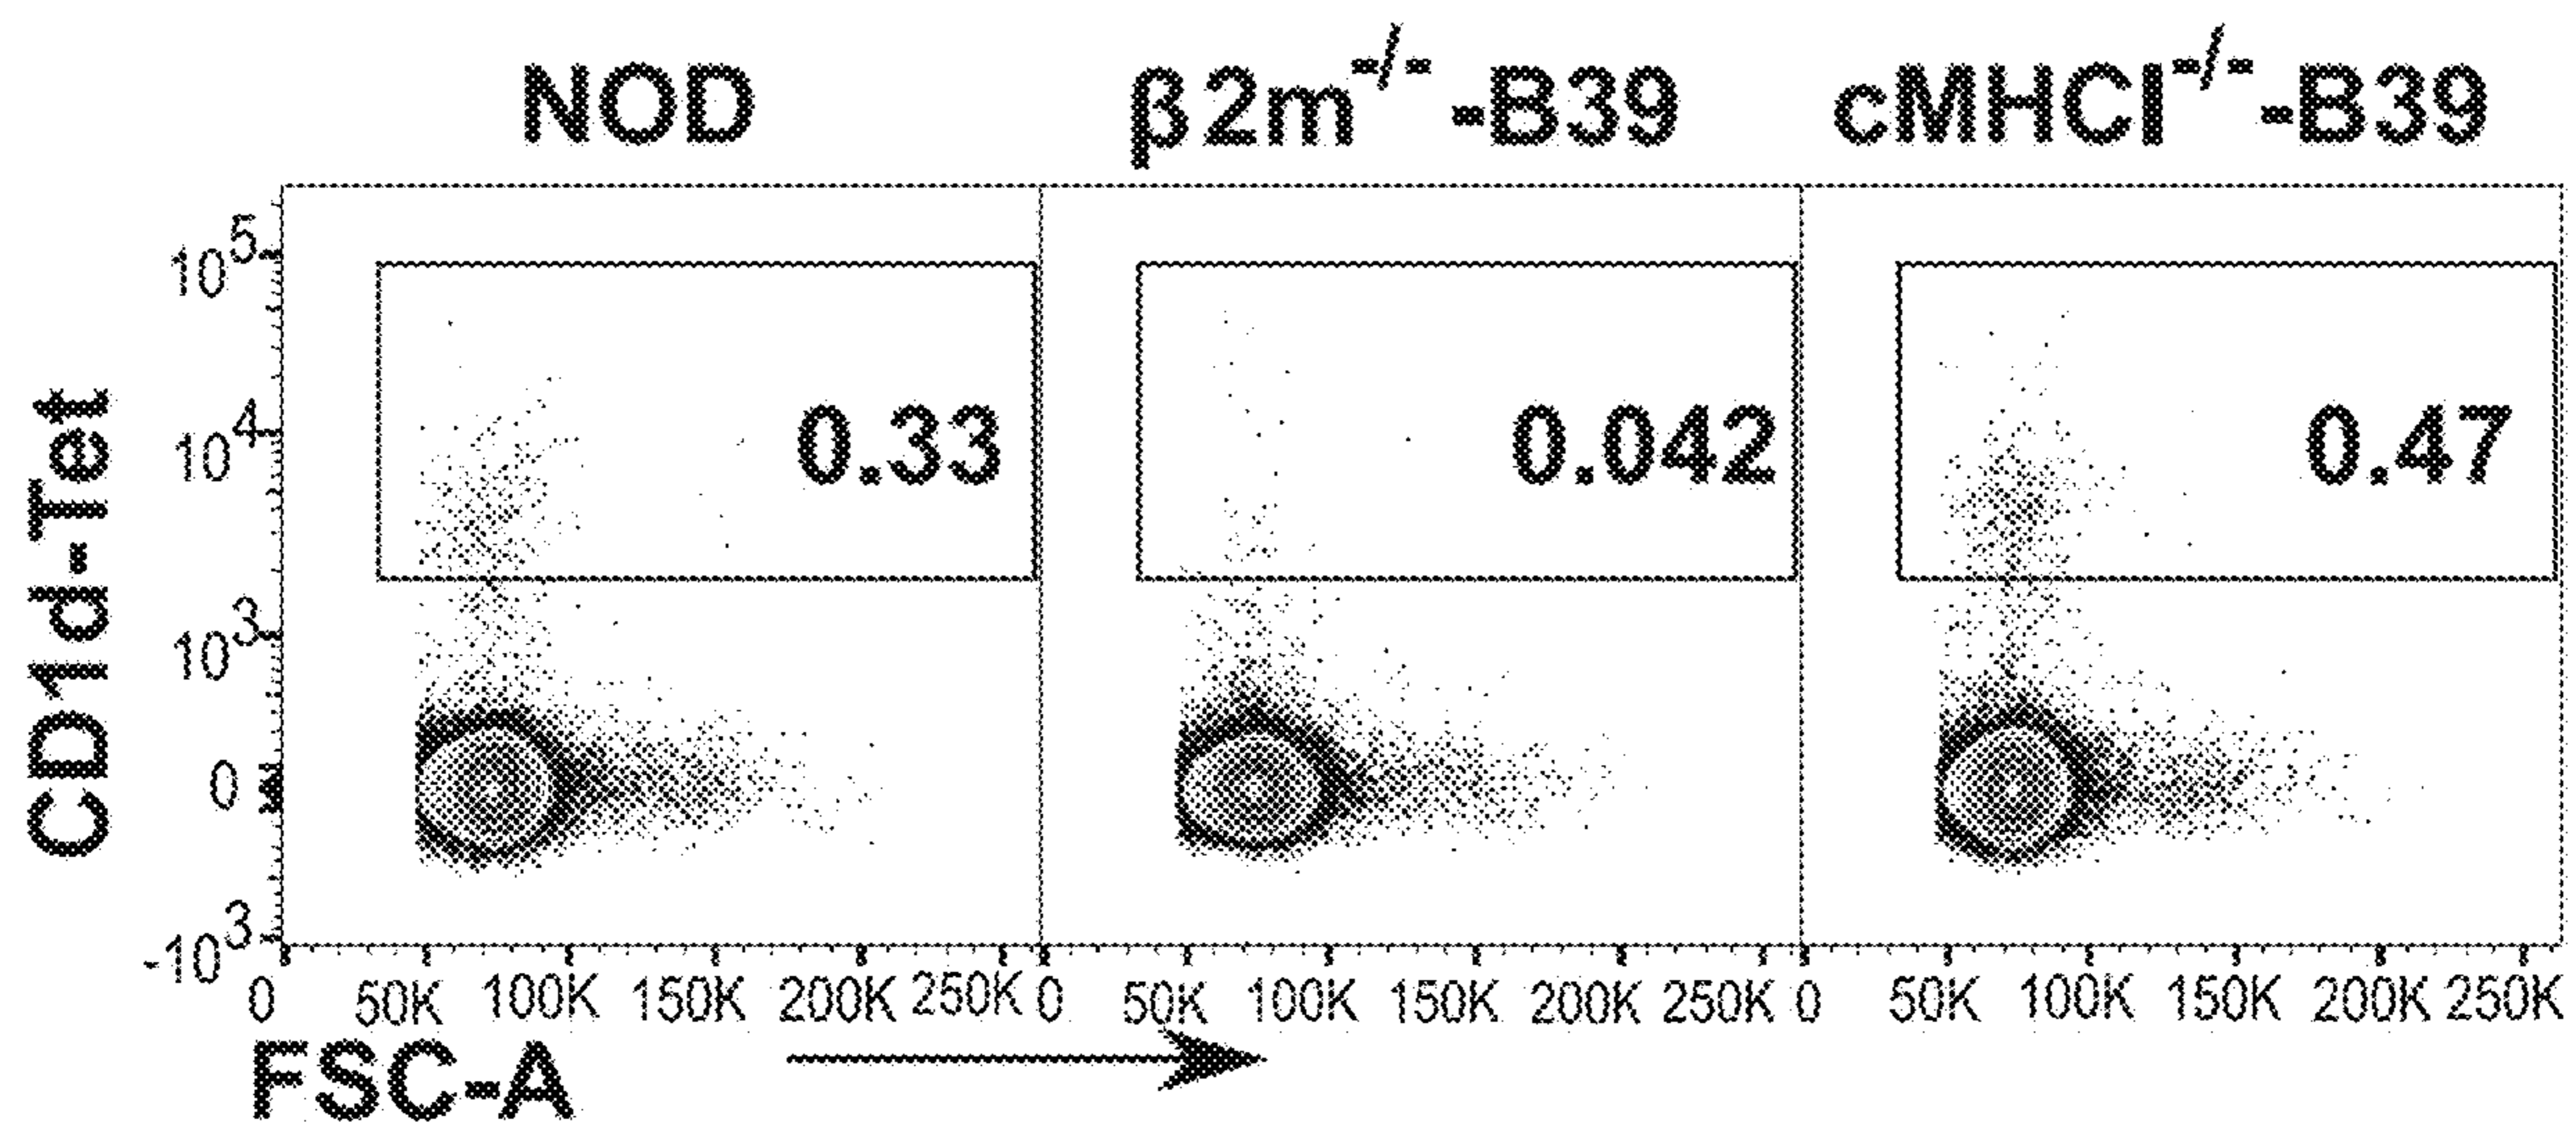 NOD β2m-/--B39 cMHCI-/--B39
CD1d-Tet
10^5
10^4
10^3
0
-10^3
0.33 0.042 0.47
0 50K 100K 150K 200K 250K 0 50K 100K 150K 200K 250K 0 50K 100K 150K 200K 250K
FSC-A